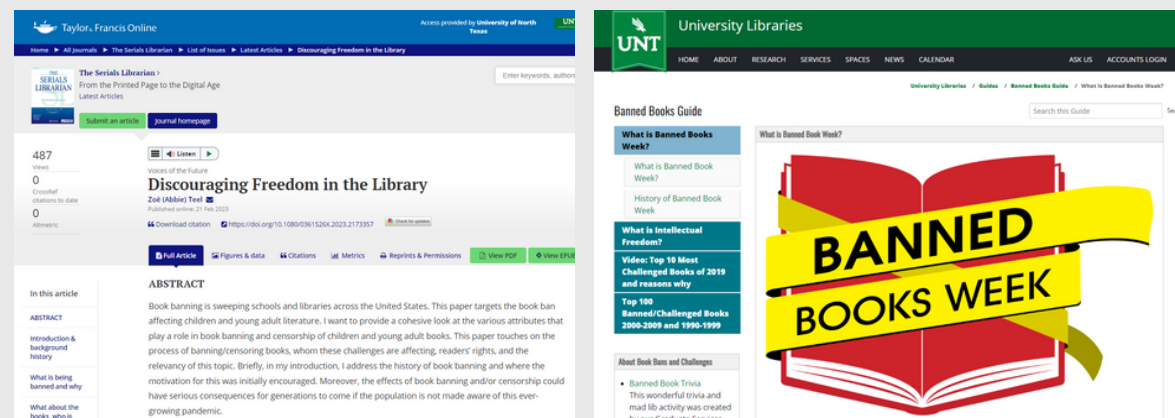 Taylor & Francis Online
Access provided by University of North Texas
UNT
Home ▶ All Journals ▶ The Serials Librarian ▶ List of Issues ▶ Latest Articles ▶ Discouraging Freedom in the Library
THE SERIALS LIBRARIAN
The Serials Librarian >
From the Printed Page to the Digital Age
Latest Articles
Enter keywords, authors
Submit an article
Journal homepage
487
Views
0
CrossRef citations to date
0
Altmetric
Listen
Voices of the Future
Discouraging Freedom in the Library
Zoë (Abbie) Teel
Published online: 21 Feb 2023
Download citation
https://doi.org/10.1080/0361526X.2023.2173357
Check for updates
Full Article
Figures & data
Citations
Metrics
Reprints & Permissions
View PDF
View EPUB
In this article
ABSTRACT
Introduction & background history
What is being banned and why
What about the books, who is
ABSTRACT
Book banning is sweeping schools and libraries across the United States. This paper targets the book ban
affecting children and young adult literature. I want to provide a cohesive look at the various attributes that
play a role in book banning and censorship of children and young adult books. This paper touches on the
process of banning/censoring books, whom these challenges are affecting, readers' rights, and the
relevancy of this topic. Briefly, in my introduction, I address the history of book banning and where the
motivation for this was initially encouraged. Moreover, the effects of book banning and/or censorship could
have serious consequences for generations to come if the population is not made aware of this ever-
growing pandemic.
UNT
University Libraries
HOME ABOUT RESEARCH SERVICES SPACES NEWS CALENDAR ASK US ACCOUNTS LOGIN
University Libraries / Guides / Banned Books Guide / What is Banned Books Week?
Banned Books Guide
Search this Guide
What is Banned Books
Week?
What is Banned Book
Week?
History of Banned Book
Week
What is Intellectual
Freedom?
Video: Top 10 Most
Challenged Books of 2019
and reasons why
Top 100
Banned/Challenged Books
2000-2009 and 1990-1999
About Book Bans and Challenges
Banned Book Trivia
This wonderful trivia and
mad lib activity was created
What is Banned Book Week?
BANNED
BOOKS WEEK